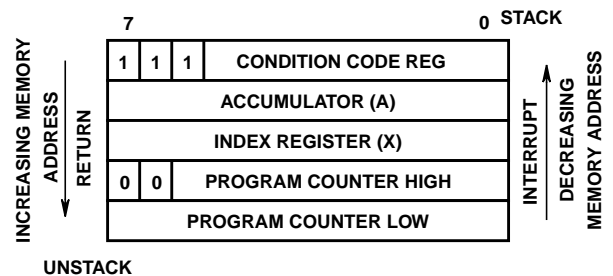 7
0
STACK
1 1 1 CONDITION CODE REG
ACCUMULATOR (A)
INDEX REGISTER (X)
0 0 PROGRAM COUNTER HIGH
PROGRAM COUNTER LOW
INCREASING MEMORY
ADDRESS
RETURN
INTERRUPT
DECREASING
MEMORY ADDRESS
UNSTACK